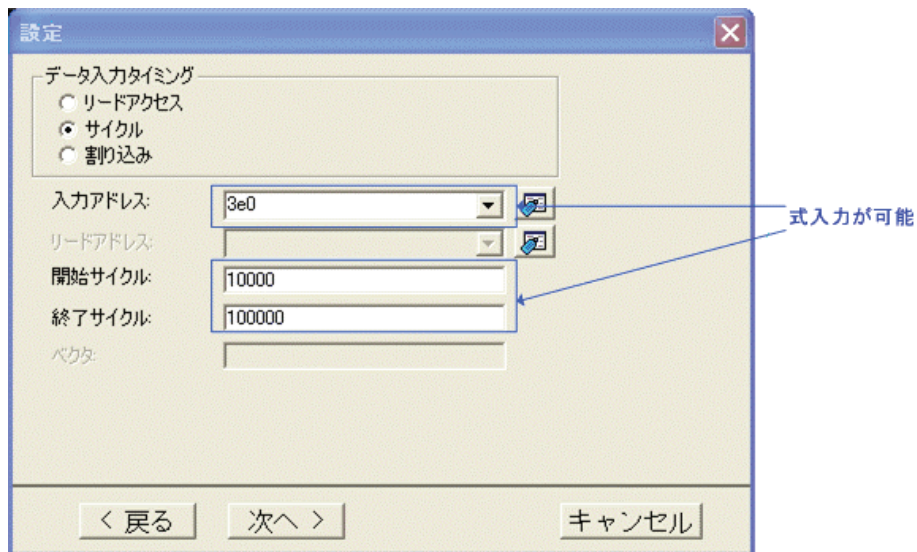 設定
データ入力タイミング
リードアクセス
サイクル
割り込み
入力アドレス: 3e0
式入力が可能
リードアドレス:
開始サイクル: 10000
終了サイクル: 100000
ベクタ:
< 戻る 次へ > キャンセル